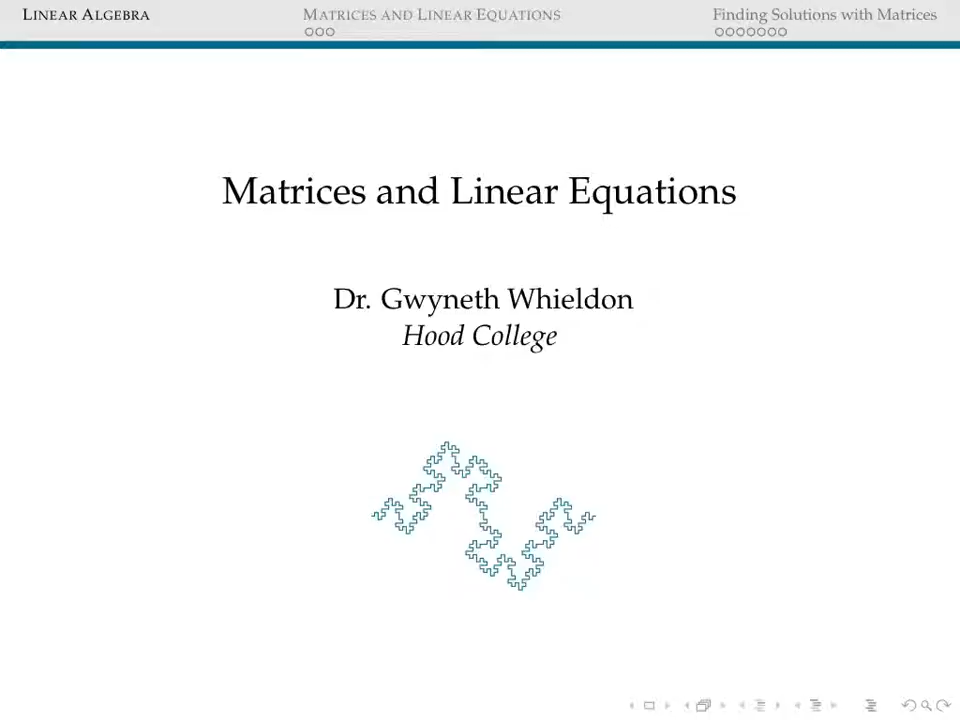 LINEAR ALGEBRA
MATRICES AND LINEAR EQUATIONS
Finding Solutions with Matrices
Matrices and Linear Equations
Dr. Gwyneth Whieldon
Hood College